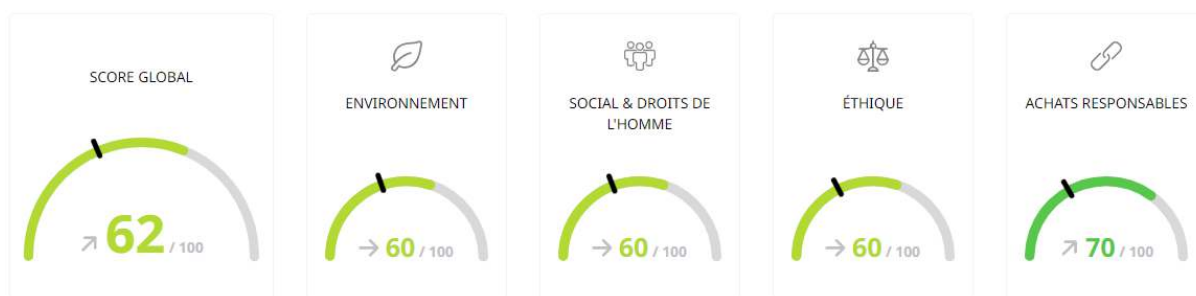 SCORE GLOBAL
62 / 100
ENVIRONNEMENT
60 / 100
SOCIAL & DROITS DE
L'HOMME
60 / 100
ÉTHIQUE
60 / 100
ACHATS RESPONSABLES
70 / 100